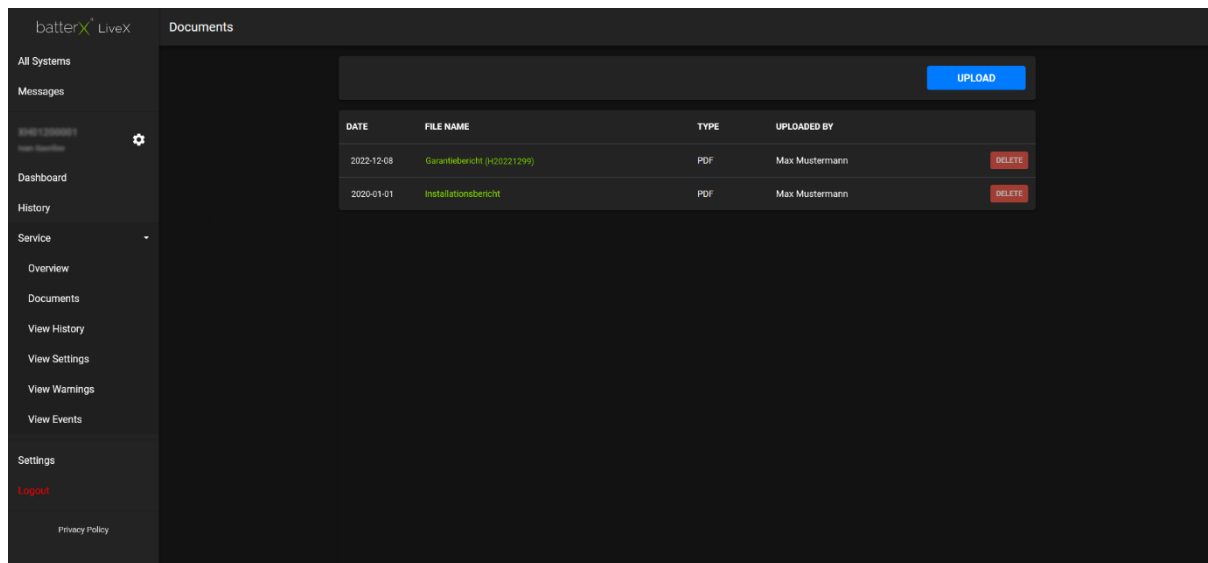 batterX LiveX
Documents
All Systems
Messages
Dashboard
History
Service
Overview
Documents
View History
View Settings
View Warnings
View Events
Settings
Logout
Privacy Policy
UPLOAD
DATE FILE NAME TYPE UPLOADED BY
2022-12-08 Garantiebericht (H20221299) PDF Max Mustermann DELETE
2020-01-01 Installationsbericht PDF Max Mustermann DELETE